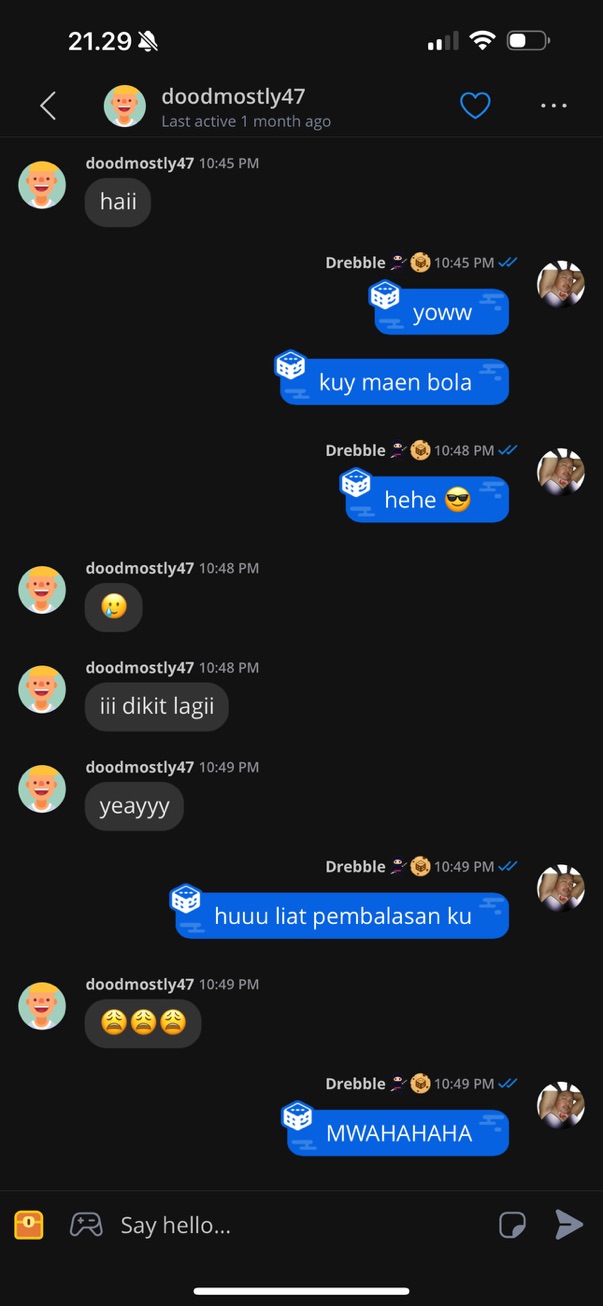 21.29
doodmostly47
Last active 1 month ago
doodmostly47 10:45 PM
haii
Drebble 🥷🏻🥠 10:45 PM
yoww
kuy maen bola
Drebble 🥷🏻🥠 10:48 PM
hehe 😎
doodmostly47 10:48 PM
🥲
doodmostly47 10:48 PM
iii dikit lagii
doodmostly47 10:49 PM
yeayyy
Drebble 🥷🏻🥠 10:49 PM
huuu liat pembalasan ku
doodmostly47 10:49 PM
😩😩😩
Drebble 🥷🏻🥠 10:49 PM
MWAHAHAHA
Say hello...